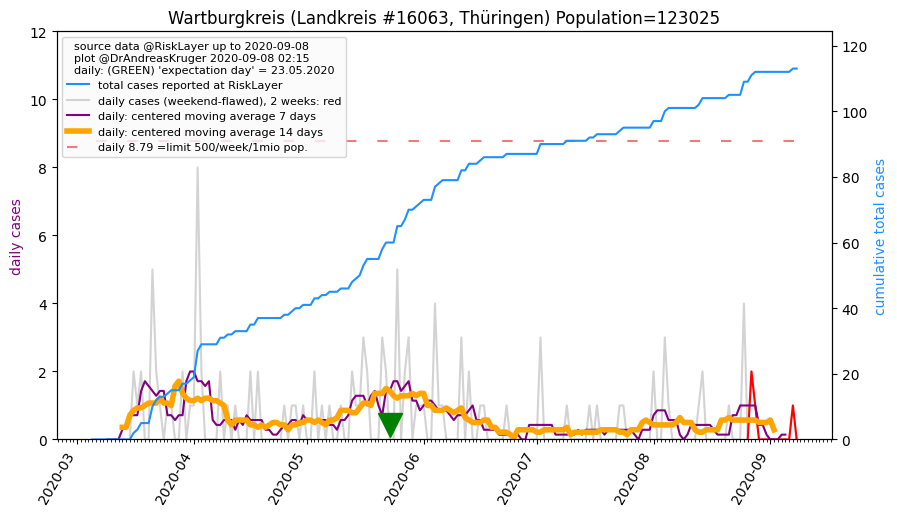 Wartburgkreis (Landkreis #16063, Thüringen) Population=123025
source data @RiskLayer up to 2020-09-08
plot @DrAndreasKruger 2020-09-08 02:15
daily: (GREEN) 'expectation day' = 23.05.2020
total cases reported at RiskLayer
daily cases (weekend-flawed), 2 weeks: red
daily: centered moving average 7 days
daily: centered moving average 14 days
daily 8.79 =limit 500/week/1mio pop.
daily cases
12
10
8
6
4
2
0
cumulative total cases
120
100
80
60
40
20
0
2020-03
2020-04
2020-05
2020-06
2020-07
2020-08
2020-09